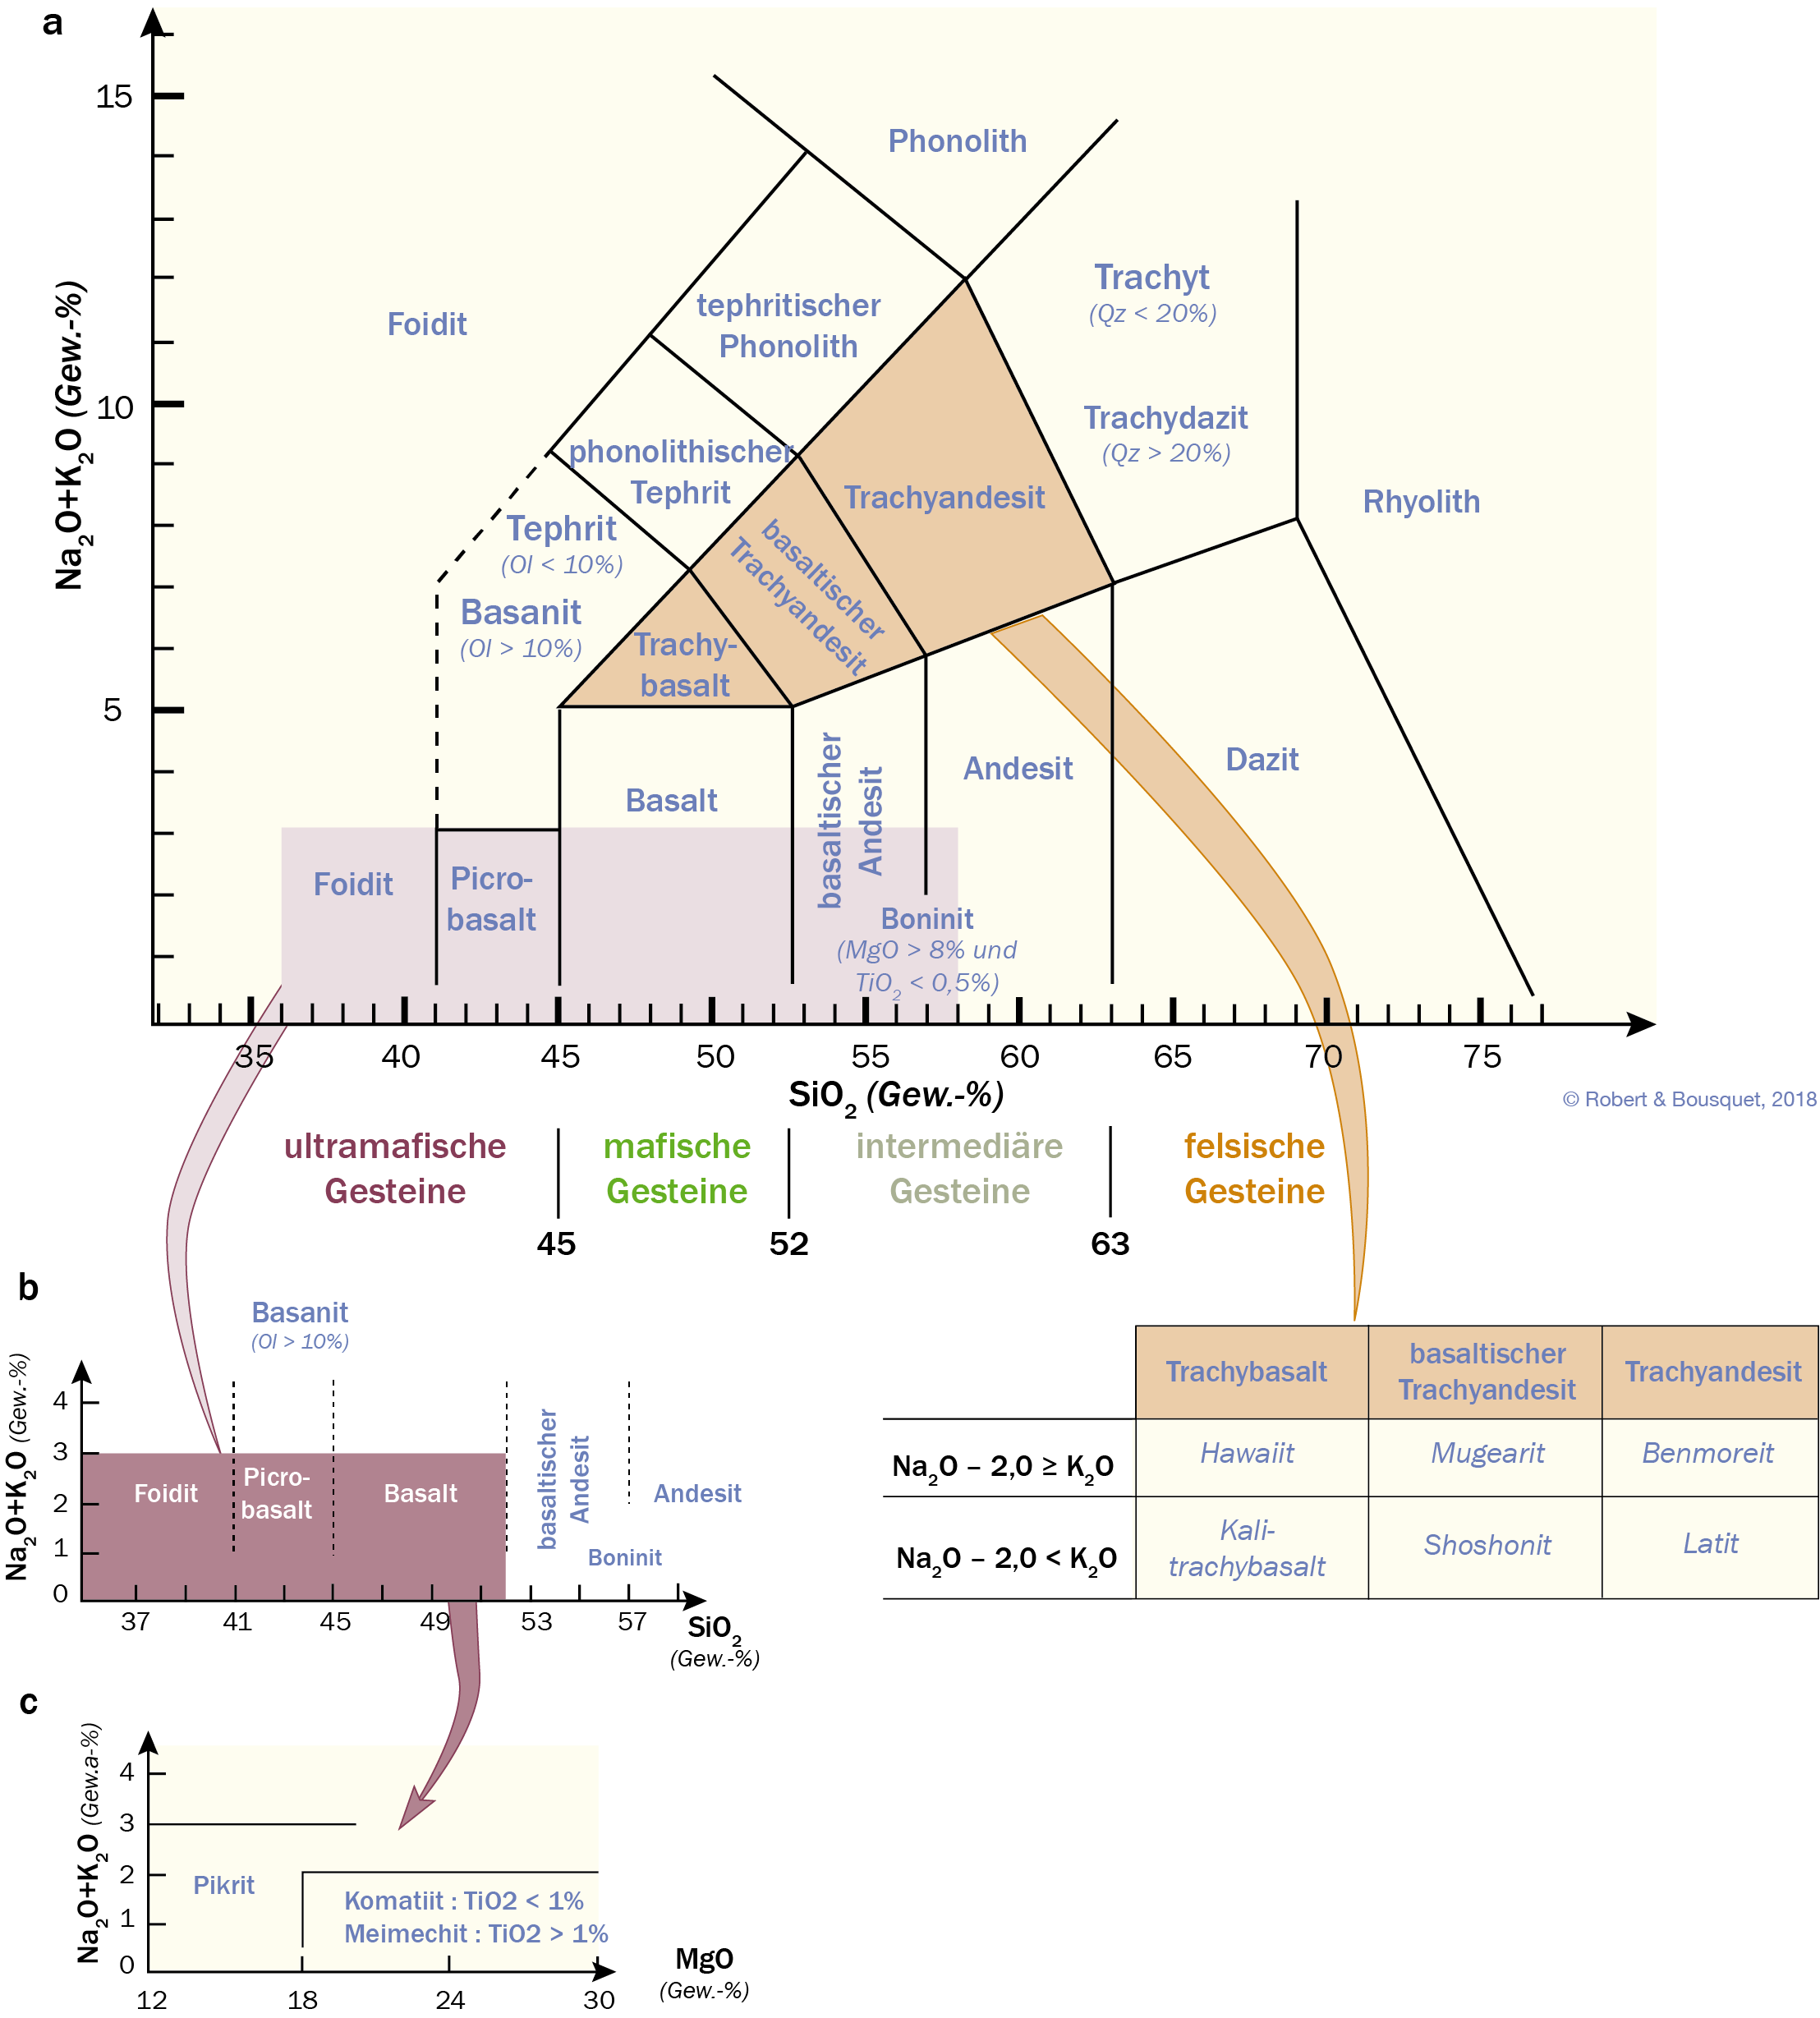 a
15
10
5
Na2O+K2O (Gew.-%)
Phonolith
Foidit
tephritischer
Phonolith
Trachyt
(Qz < 20%)
Trachydazit
(Qz > 20%)
phonolithischer
Tephrit
Trachyandesit
Rhyolith
Tephrit
(Ol < 10%)
Basanit
(Ol > 10%)
basaltischer
Trachyandesit
Trachy-
basalt
Basalt
basaltischer
Andesit
Andesit
Dazit
Foidit
Picro-
basalt
Boninit
(MgO > 8% und
TiO2 < 0,5%)
35 40 45 50 55 60 65 70 75
SiO2 (Gew.-%)
© Robert & Bousquet, 2018
ultramafische
Gesteine
mafische
Gesteine
intermediäre
Gesteine
felsische
Gesteine
45 52 63
b
Basanit
(Ol > 10%)
Na2O+K2O (Gew.-%)
4
3
2
1
0
Foidit
Picro-
basalt
Basalt
basaltischer
Andesit
Andesit
Boninit
37 41 45 49 53 57
SiO2
(Gew.-%)
Trachybasalt
basaltischer
Trachyandesit
Trachyandesit
Na2O – 2,0 ≥ K2O
Hawaiit
Mugearit
Benmoreit
Na2O – 2,0 < K2O
Kali-
trachybasalt
Shoshonit
Latit
c
Na2O+K2O (Gew.a-%)
4
3
2
1
0
Pikrit
Komatiit : TiO2 < 1%
Meimechit : TiO2 > 1%
12 18 24 30
MgO
(Gew.-%)